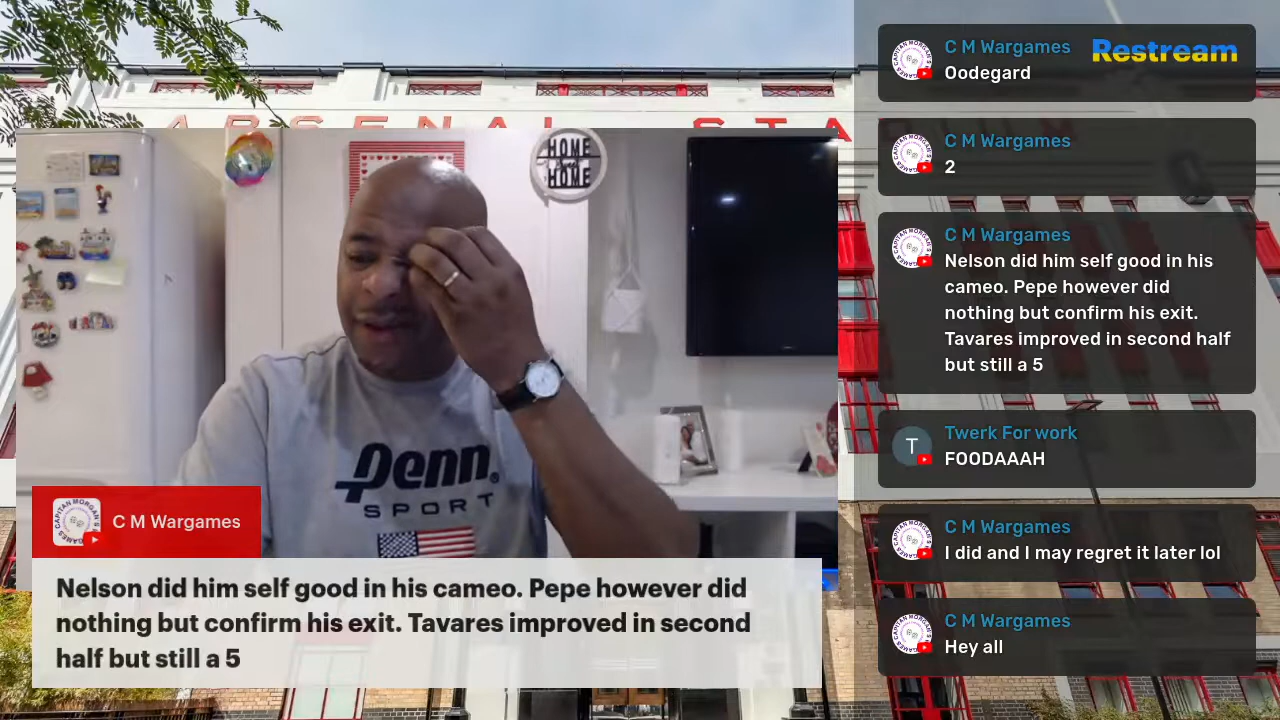 ARSENAL STA
HOME
Sweet
HOME
Penn®
SPORT
C M Wargames
Nelson did him self good in his cameo. Pepe however did
nothing but confirm his exit. Tavares improved in second
half but still a 5
Restream
C M Wargames
Oodegard
C M Wargames
2
C M Wargames
Nelson did him self good in his
cameo. Pepe however did
nothing but confirm his exit.
Tavares improved in second half
but still a 5
T
Twerk For work
FOODAAAH
C M Wargames
I did and I may regret it later lol
C M Wargames
Hey all